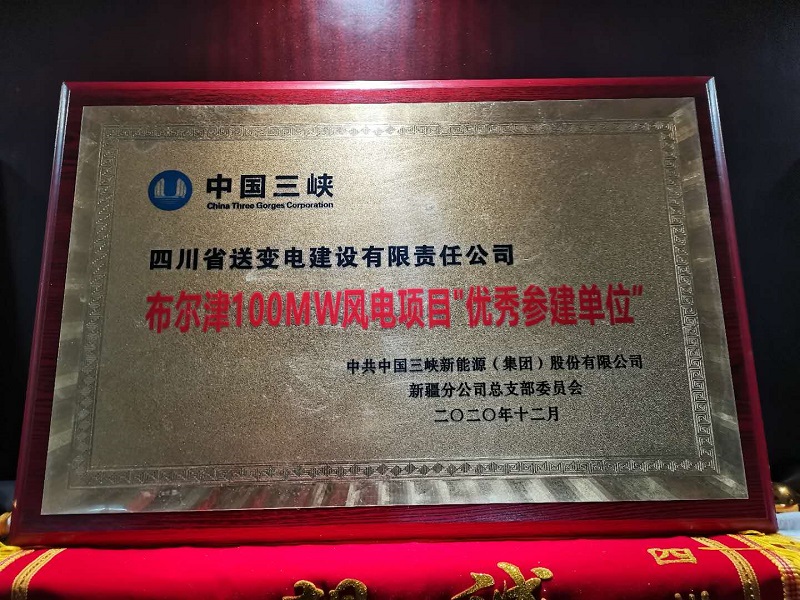 中国三峡
China Three Gorges Corporation
四川省送变电建设有限责任公司
布尔津100MW风电项目"优秀参建单位"
中共中国三峡新能源（集团）股份有限公司
新疆分公司总支部委员会
二〇二〇年十二月
四